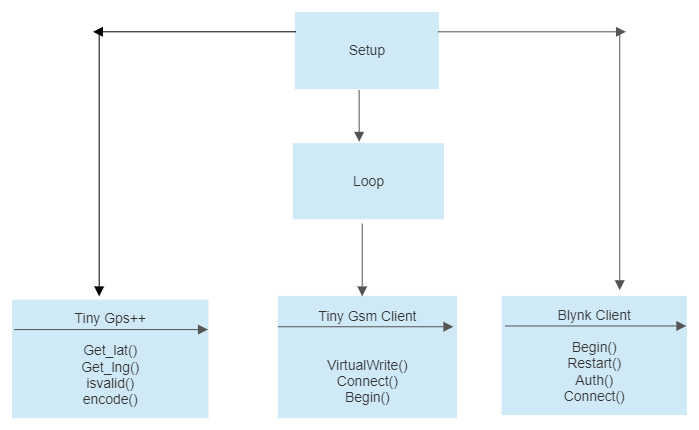 Setup
Loop
Tiny Gps++
Get_lat()
Get_lng()
isvalid()
encode()
Tiny Gsm Client
VirtualWrite()
Connect()
Begin()
Blynk Client
Begin()
Restart()
Auth()
Connect()